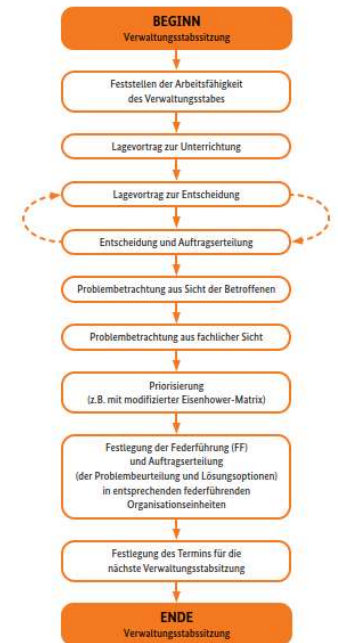 BEGINN
Verwaltungsstabssitzung
Feststellen der Arbeitsfähigkeit
des Verwaltungsstabes
Lagevortrag zur Unterrichtung
Lagevortrag zur Entscheidung
Entscheidung und Auftragserteilung
Problembetrachtung aus Sicht der Betroffenen
Problembetrachtung aus fachlicher Sicht
Priorisierung
(z.B. mit modifizierter Eisenhower-Matrix)
Festlegung der Federführung (FF)
und Auftragserteilung
(der Problembeurteilung und Lösungsoptionen)
in entsprechenden federführenden
Organisationseinheiten
Festlegung des Termins für die
nächste Verwaltungsstabsitzung
ENDE
Verwaltungsstabssitzung